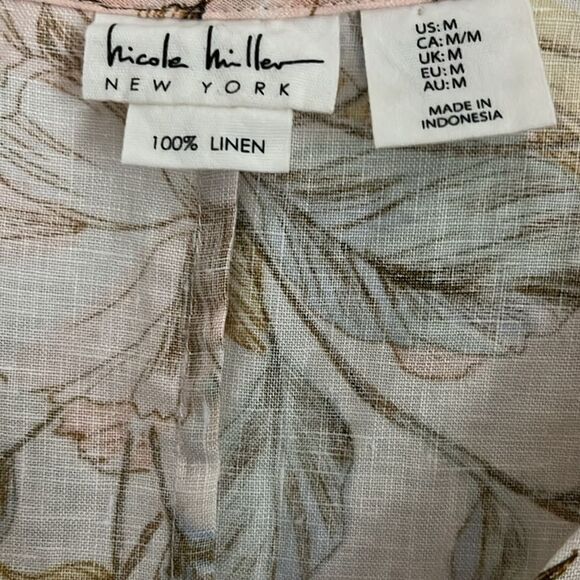 nicole miller
NEW YORK
100% LINEN
US: M
CA: M/M
UK: M
EU: M
AU: M
MADE IN
INDONESIA